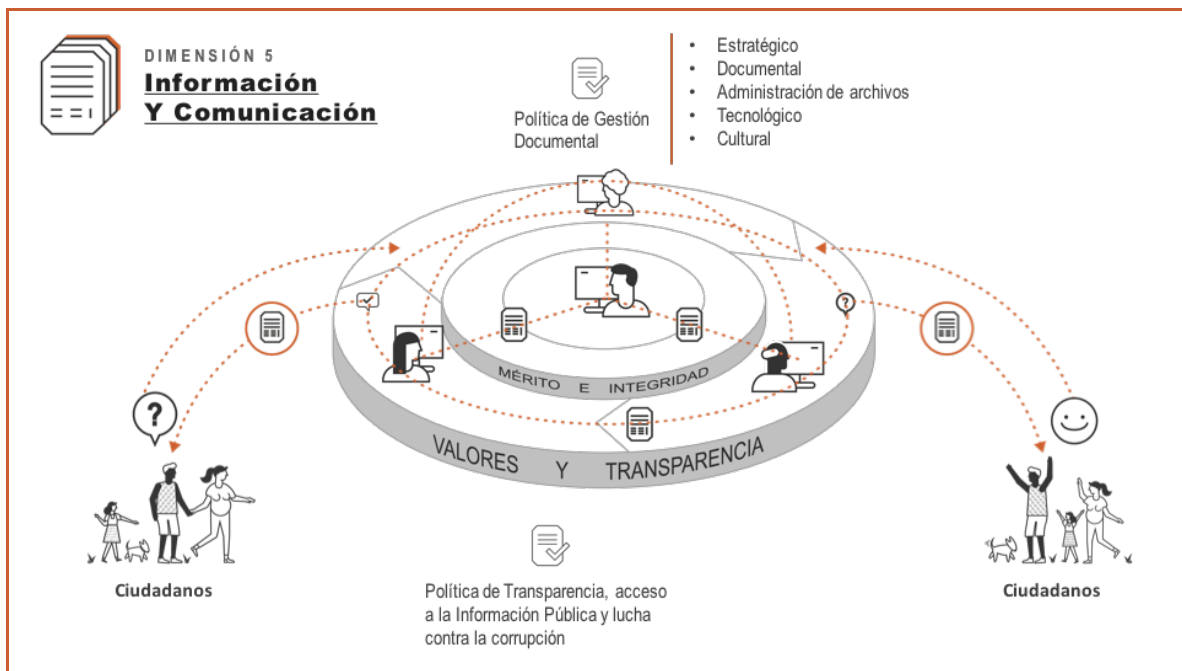 DIMENSIÓN 5
Información
Y Comunicación
Política de Gestión
Documental
• Estratégico
• Documental
• Administración de archivos
• Tecnológico
• Cultural
?
?
MÉRITO E INTEGRIDAD
VALORES Y TRANSPARENCIA
Ciudadanos
Ciudadanos
Política de Transparencia, acceso
a la Información Pública y lucha
contra la corrupción